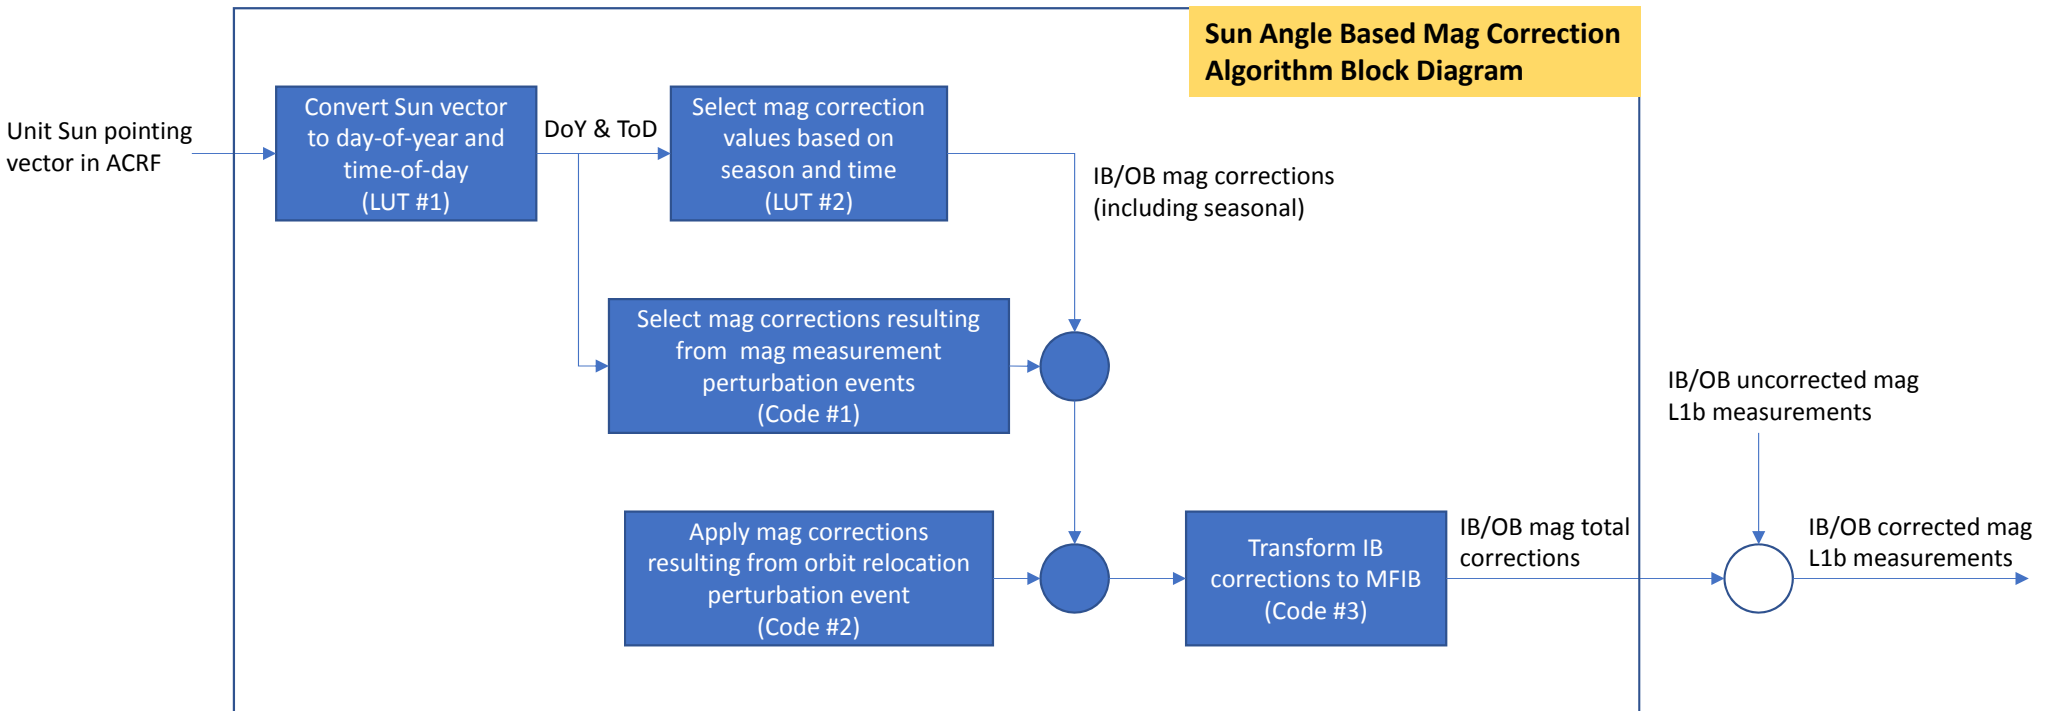 Sun Angle Based Mag Correction
Algorithm Block Diagram
Unit Sun pointing
vector in ACRF
Convert Sun vector
to day-of-year and
time-of-day
(LUT #1)
DoY & ToD
Select mag correction
values based on
season and time
(LUT #2)
IB/OB mag corrections
(including seasonal)
Select mag corrections resulting
from mag measurement
perturbation events
(Code #1)
Apply mag corrections
resulting from orbit relocation
perturbation event
(Code #2)
Transform IB
corrections to MFIB
(Code #3)
IB/OB mag total
corrections
IB/OB uncorrected mag
L1b measurements
IB/OB corrected mag
L1b measurements